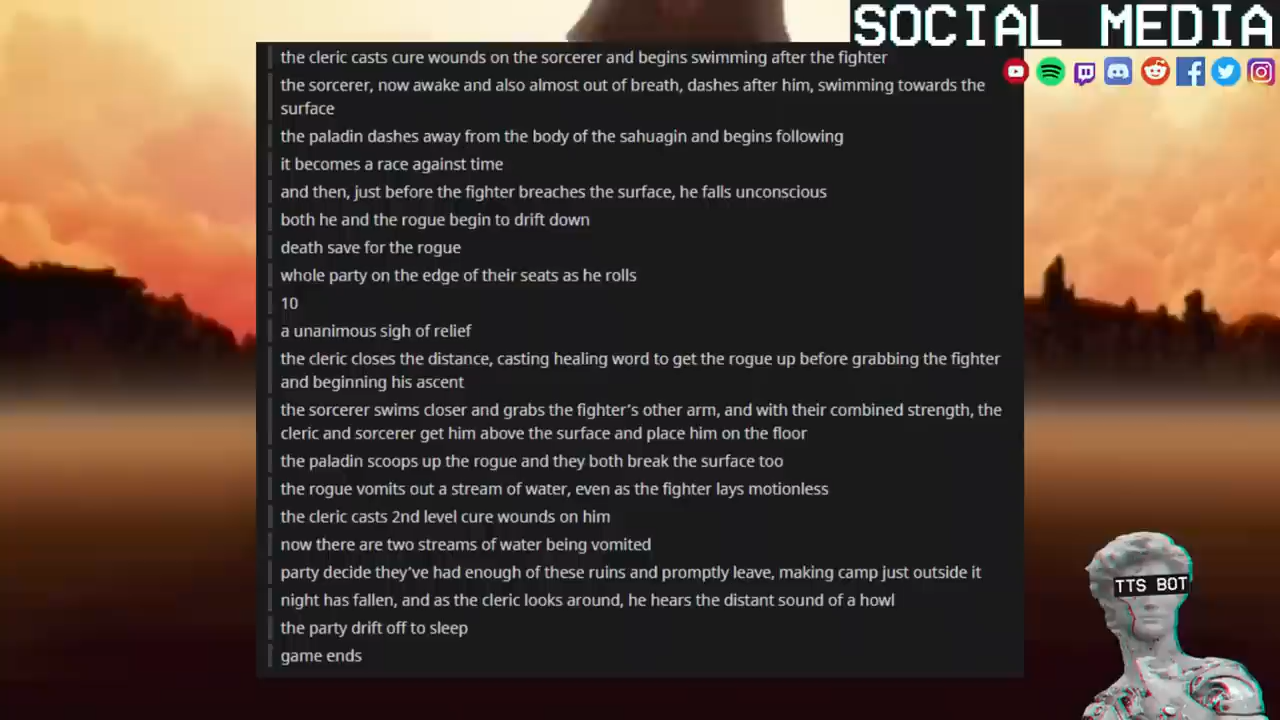 SOCIAL MEDIA
the cleric casts cure wounds on the sorcerer and begins swimming after the fighter
the sorcerer, now awake and also almost out of breath, dashes after him, swimming towards the
surface
the paladin dashes away from the body of the sahuagin and begins following
it becomes a race against time
and then, just before the fighter breaches the surface, he falls unconscious
both he and the rogue begin to drift down
death save for the rogue
whole party on the edge of their seats as he rolls
10
a unanimous sigh of relief
the cleric closes the distance, casting healing word to get the rogue up before grabbing the fighter
and beginning his ascent
the sorcerer swims closer and grabs the fighter’s other arm, and with their combined strength, the
cleric and sorcerer get him above the surface and place him on the floor
the paladin scoops up the rogue and they both break the surface too
the rogue vomits out a stream of water, even as the fighter lays motionless
the cleric casts 2nd level cure wounds on him
now there are two streams of water being vomited
party decide they’ve had enough of these ruins and promptly leave, making camp just outside it
night has fallen, and as the cleric looks around, he hears the distant sound of a howl
the party drift off to sleep
game ends
TTS BOT